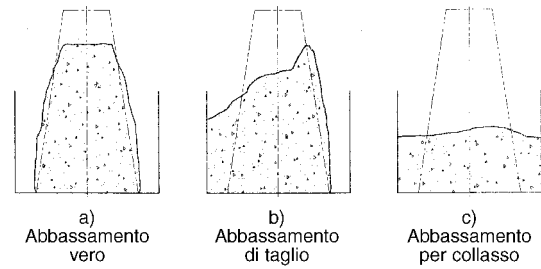 a)
Abbassamento
vero
b)
Abbassamento
di taglio
c)
Abbassamento
per collasso